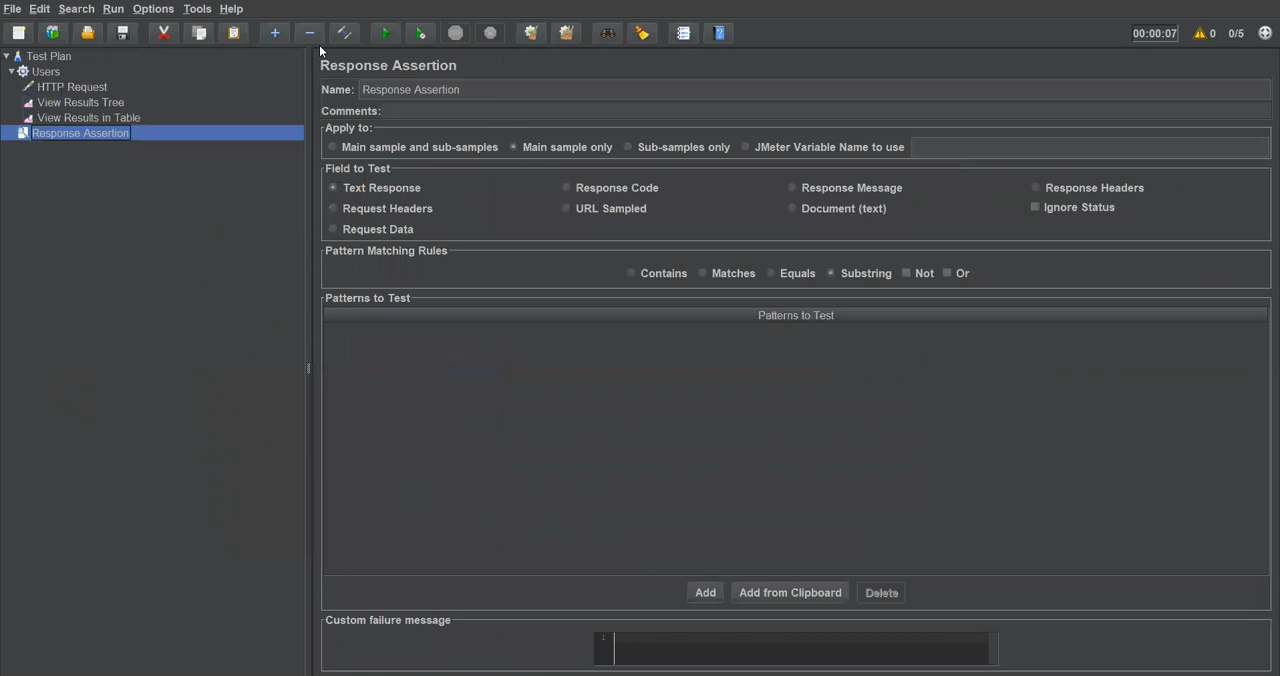 File Edit Search Run Options Tools Help
00:00:07 0 0/5
Test Plan
Users
HTTP Request
View Results Tree
View Results in Table
Response Assertion
Response Assertion
Name: Response Assertion
Comments:
Apply to:
Main sample and sub-samples Main sample only Sub-samples only JMeter Variable Name to use
Field to Test
Text Response Response Code Response Message Response Headers
Request Headers URL Sampled Document (text) Ignore Status
Request Data
Pattern Matching Rules
Contains Matches Equals Substring Not Or
Patterns to Test
Patterns to Test
Add Add from Clipboard Delete
Custom failure message
1